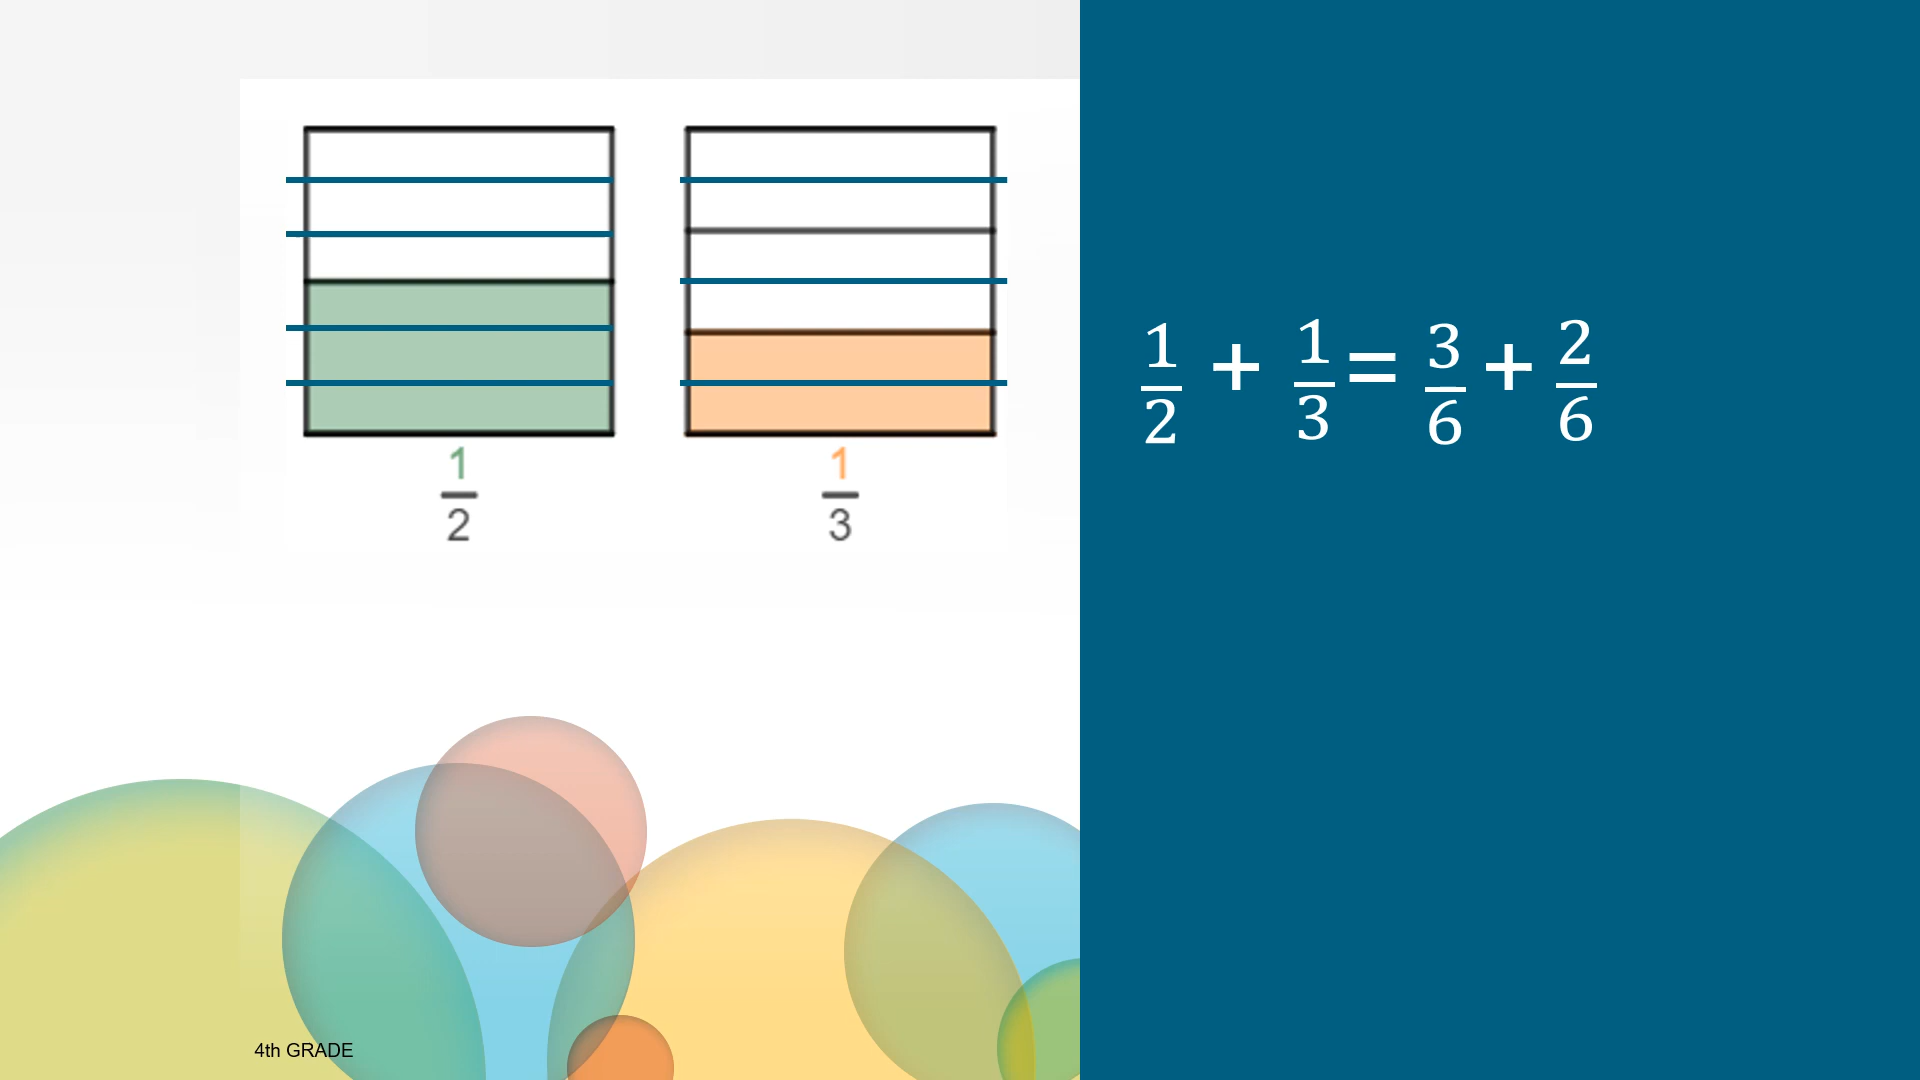 1/2
1/3
1/2 + 1/3 = 3/6 + 2/6
4th GRADE